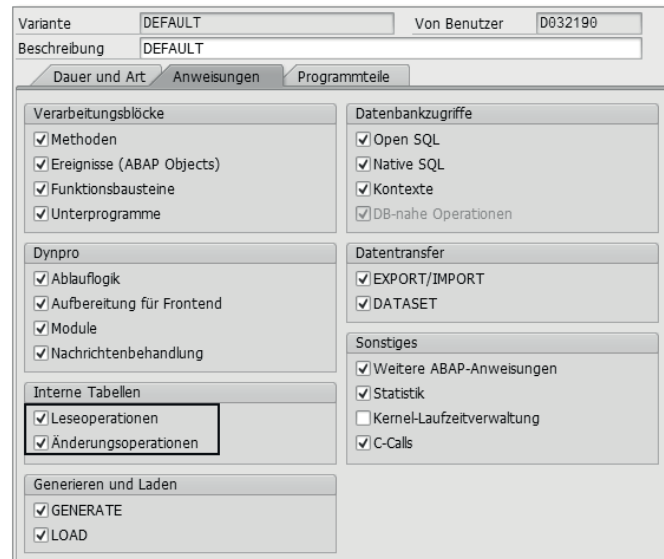 Variante DEFAULT Von Benutzer D032190
Beschreibung DEFAULT
Dauer und Art Anweisungen Programmteile
Verarbeitungsblöcke
Methoden
Ereignisse (ABAP Objects)
Funktionsbausteine
Unterprogramme
Dynpro
Ablauflogik
Aufbereitung für Frontend
Module
Nachrichtenbehandlung
Interne Tabellen
Leseoperationen
Änderungsoperationen
Generieren und Laden
GENERATE
LOAD
Datenbankzugriffe
Open SQL
Native SQL
Kontexte
DB-nahe Operationen
Datentransfer
EXPORT/IMPORT
DATASET
Sonstiges
Weitere ABAP-Anweisungen
Statistik
Kernel-Laufzeitverwaltung
C-Calls